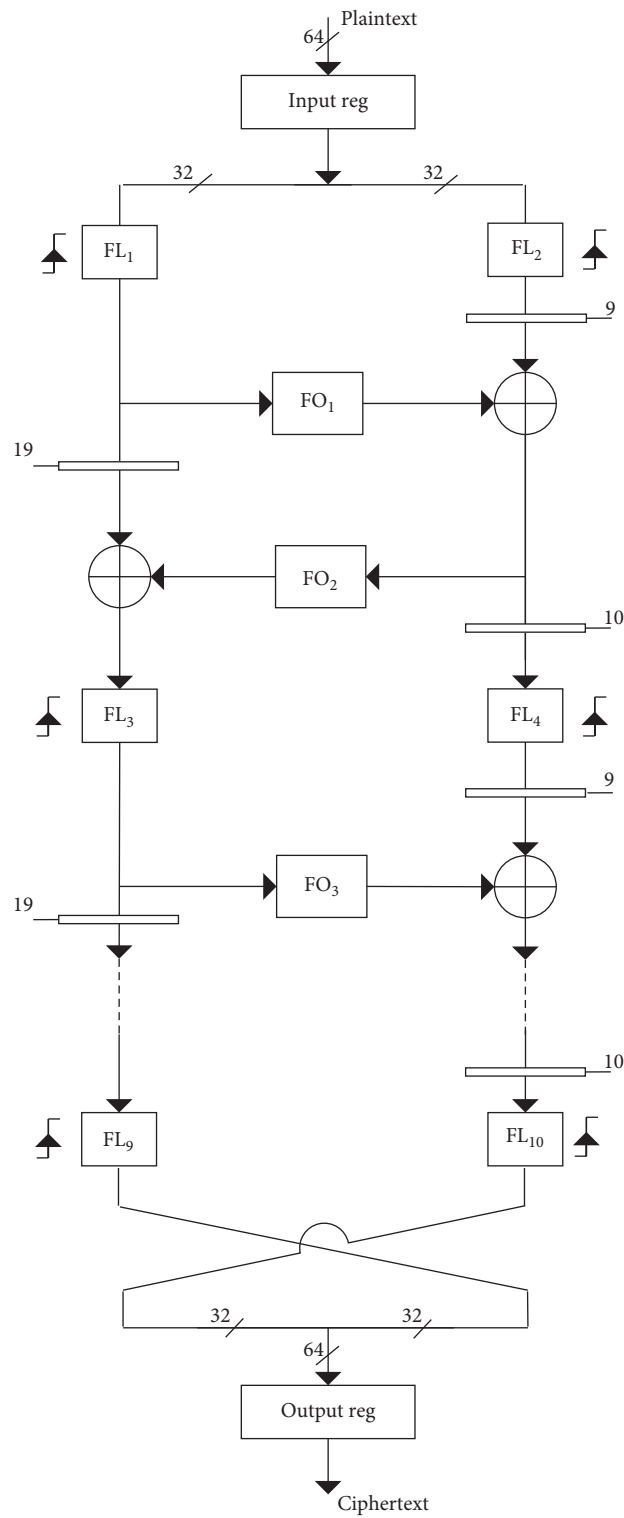 Plaintext
64
Input reg
32 32
FL₁ FL₂
9
FO₁
19
FO₂
10
FL₃ FL₄
9
FO₃
19
10
FL₉ FL₁₀
32 32
64
Output reg
Ciphertext